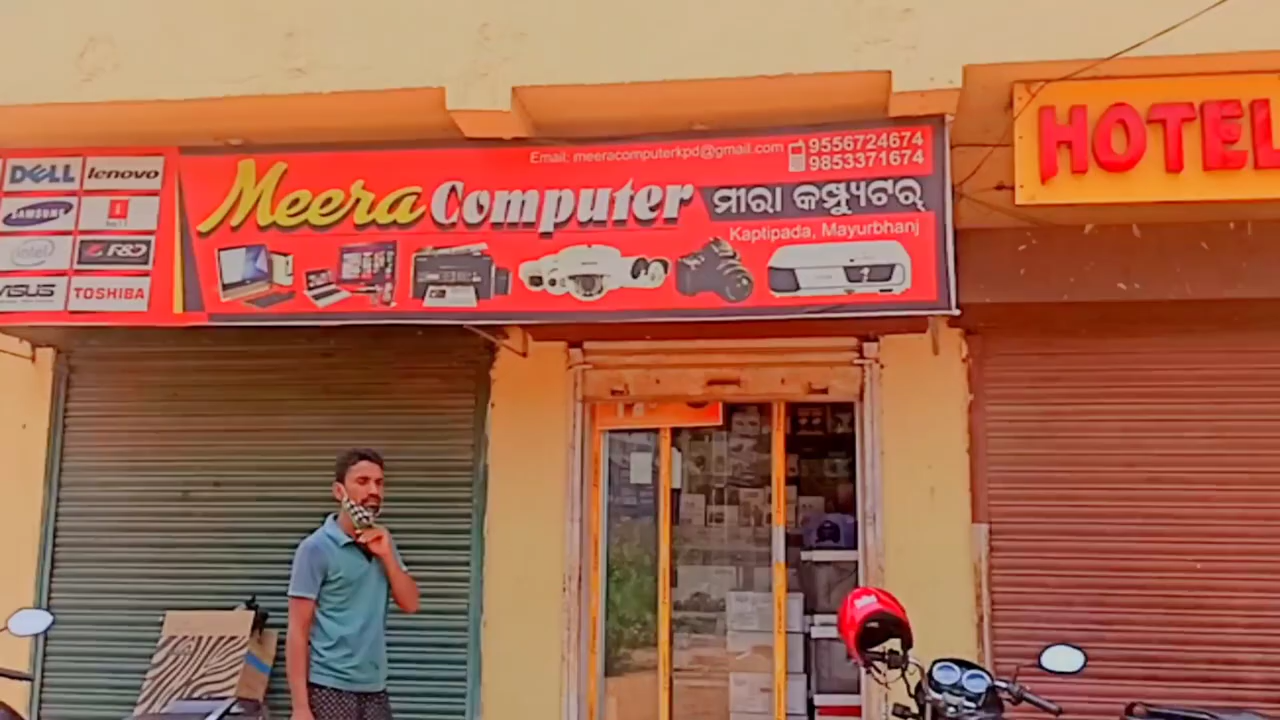 DELL lenovo
SAMSUNG
intel F&D
ASUS TOSHIBA
Email: meeracomputerkpd@gmail.com 9556724674
9853371674
Meera Computer ମୀରା କମ୍ପ୍ୟୁଟର୍
Kaptipada, Mayurbhanj
HOTEL